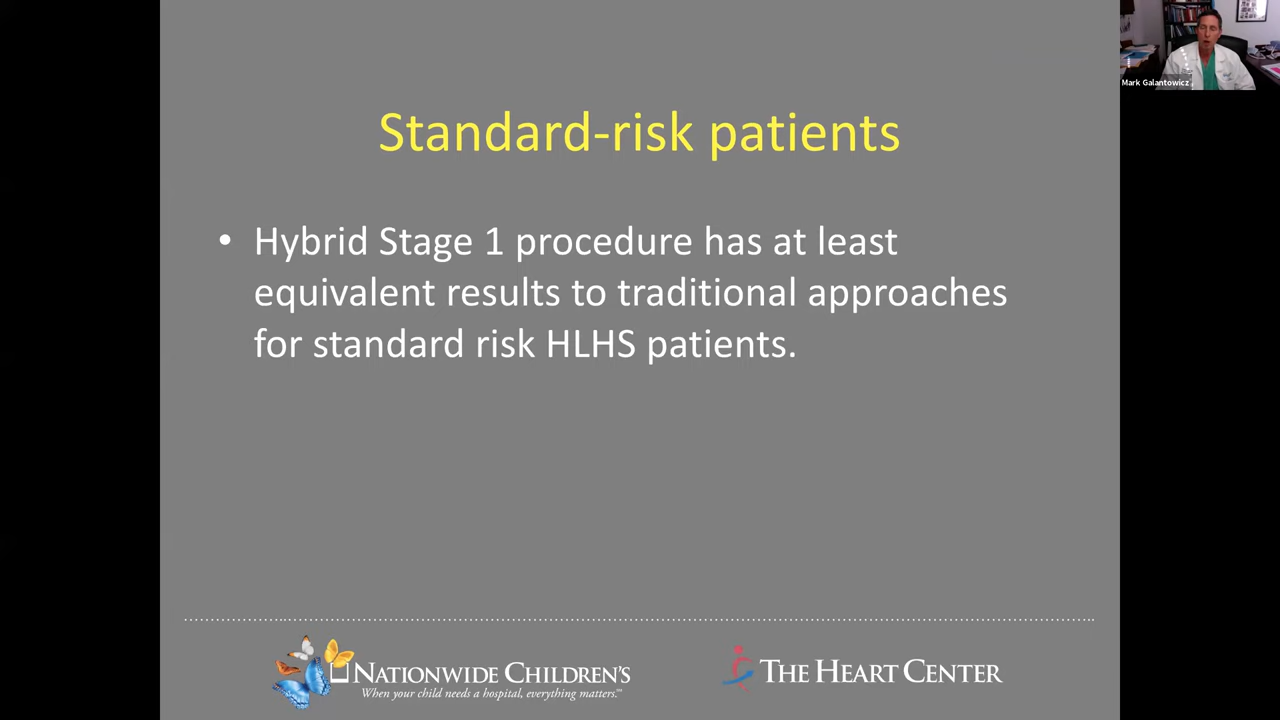 Mark Galantowicz
Standard-risk patients
• Hybrid Stage 1 procedure has at least
equivalent results to traditional approaches
for standard risk HLHS patients.
NATIONWIDE CHILDREN'S
When your child needs a hospital, everything matters.℠
THE HEART CENTER